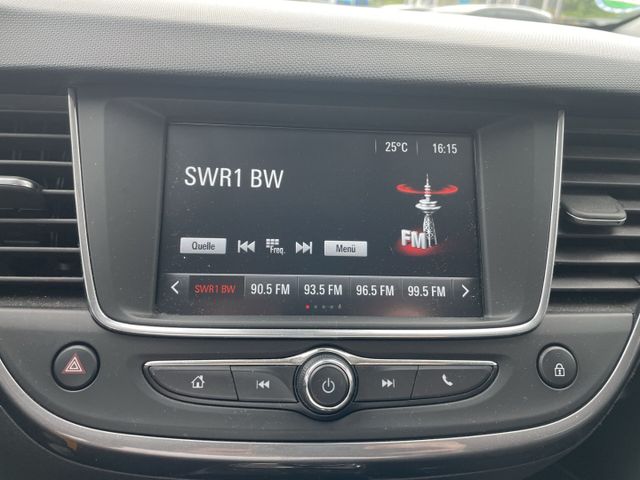 25°C 16:15
SWR1 BW
FM
Quelle Freq. Menü
SWR1 BW 90.5 FM 93.5 FM 96.5 FM 99.5 FM